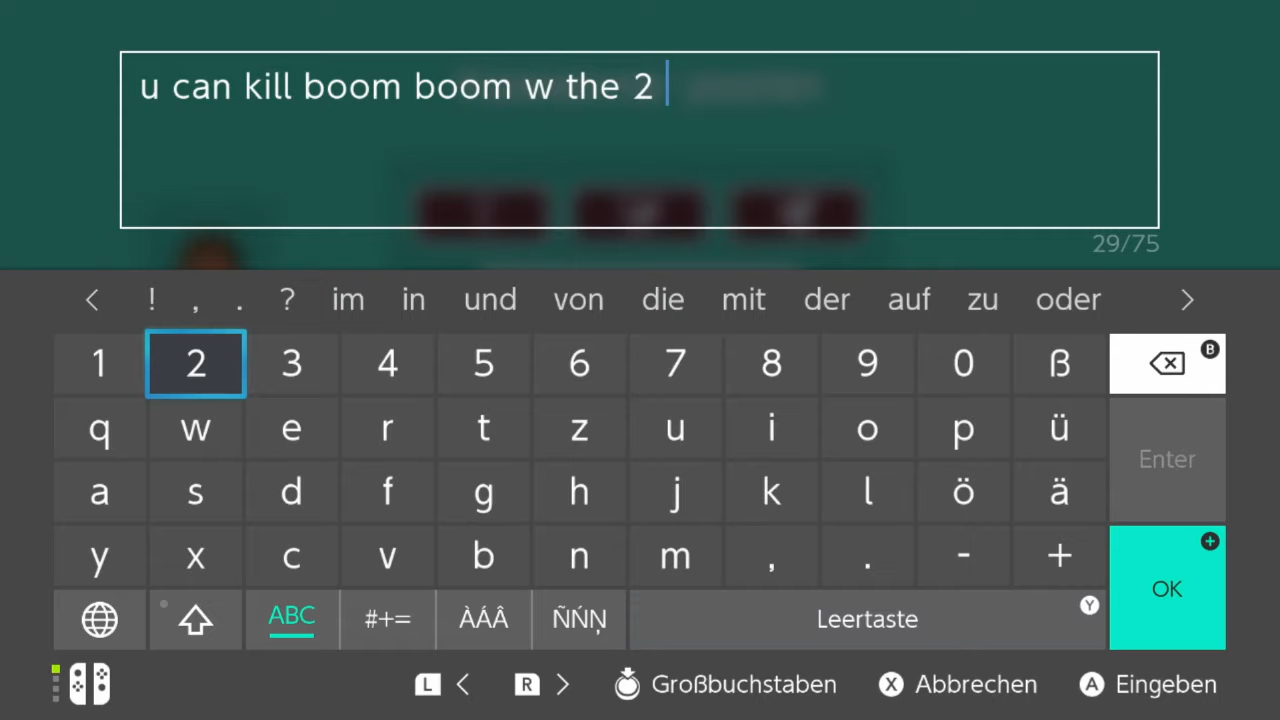 u can kill boom boom w the 2
29/75
! , . ? im in und von die mit der auf zu oder
1 2 3 4 5 6 7 8 9 0 ß B
q w e r t z u i o p ü
Enter
a s d f g h j k l ö ä
y x c v b n m , . - +
OK
ABC #+= ÀÁÂ ÑŃŅ Leertaste Y
L R Großbuchstaben X Abbrechen A Eingeben